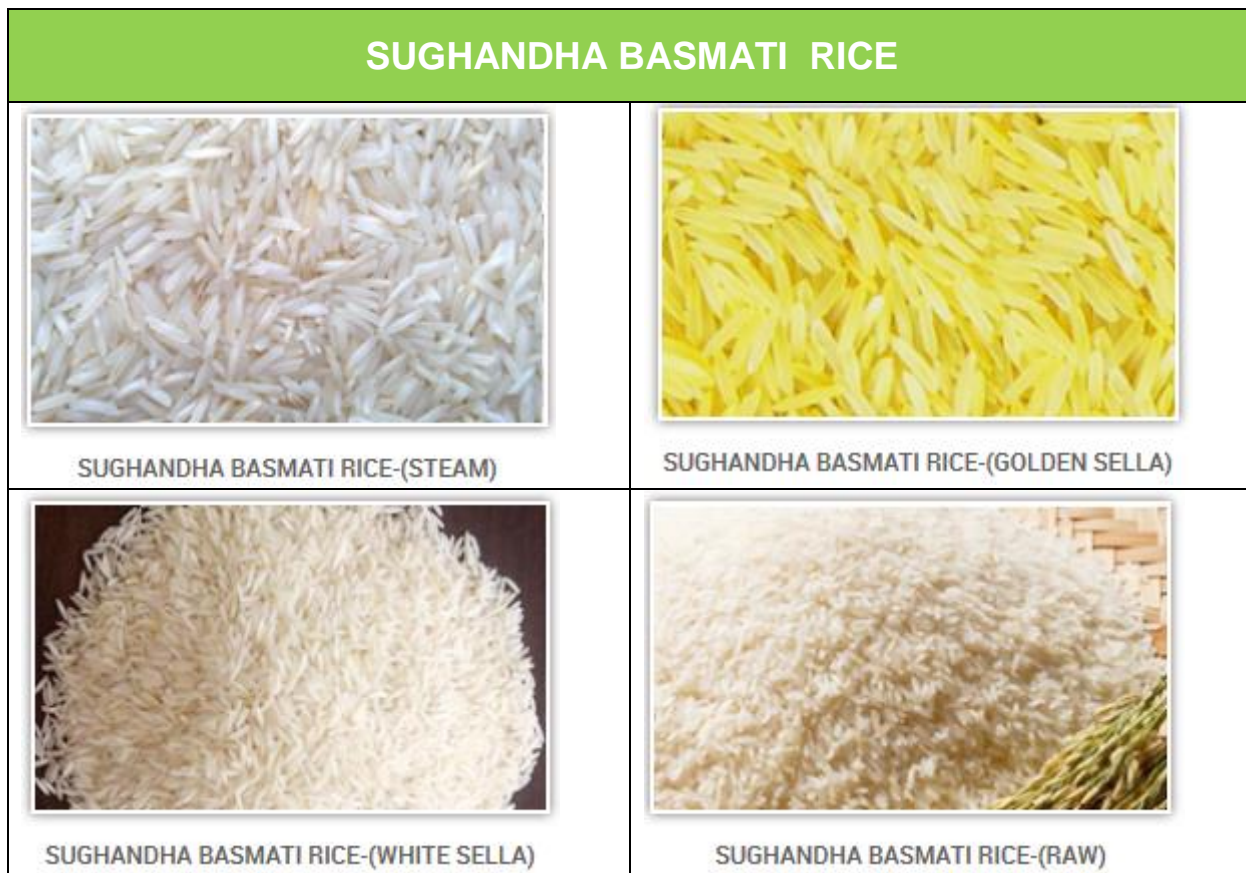 SUGHANDHA BASMATI RICE
SUGHANDHA BASMATI RICE-(STEAM)
SUGHANDHA BASMATI RICE-(GOLDEN SELLA)
SUGHANDHA BASMATI RICE-(WHITE SELLA)
SUGHANDHA BASMATI RICE-(RAW)